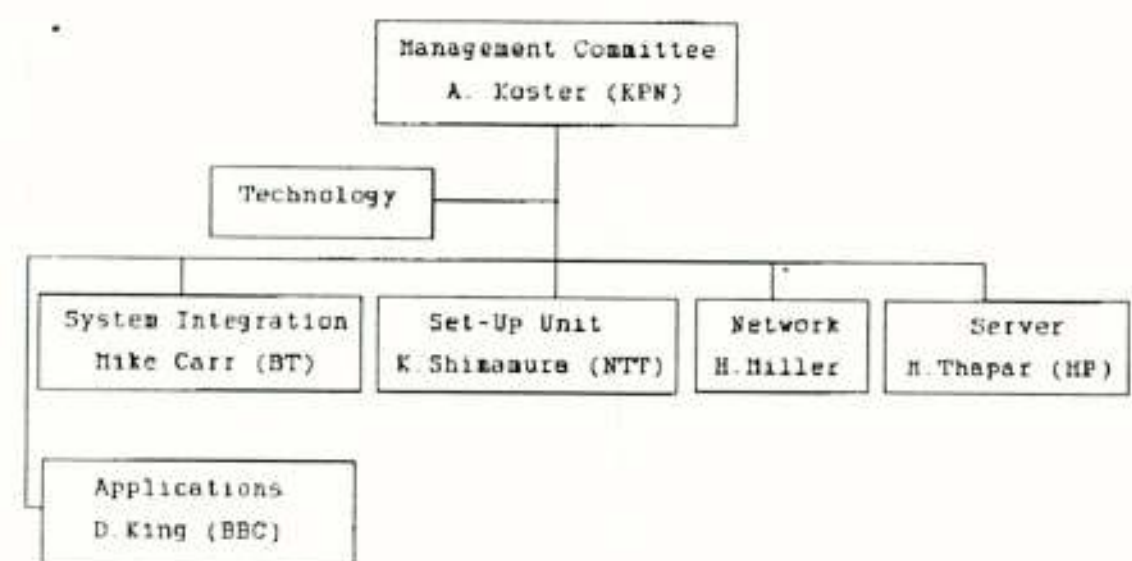 Management Committee
A. Koster (KPN)
Technology
System Integration
Mike Carr (BT)
Set-Up Unit
K.Shimamura (NTT)
Network
H.Miller
Server
M.Thapar (HP)
Applications
D.King (BBC)